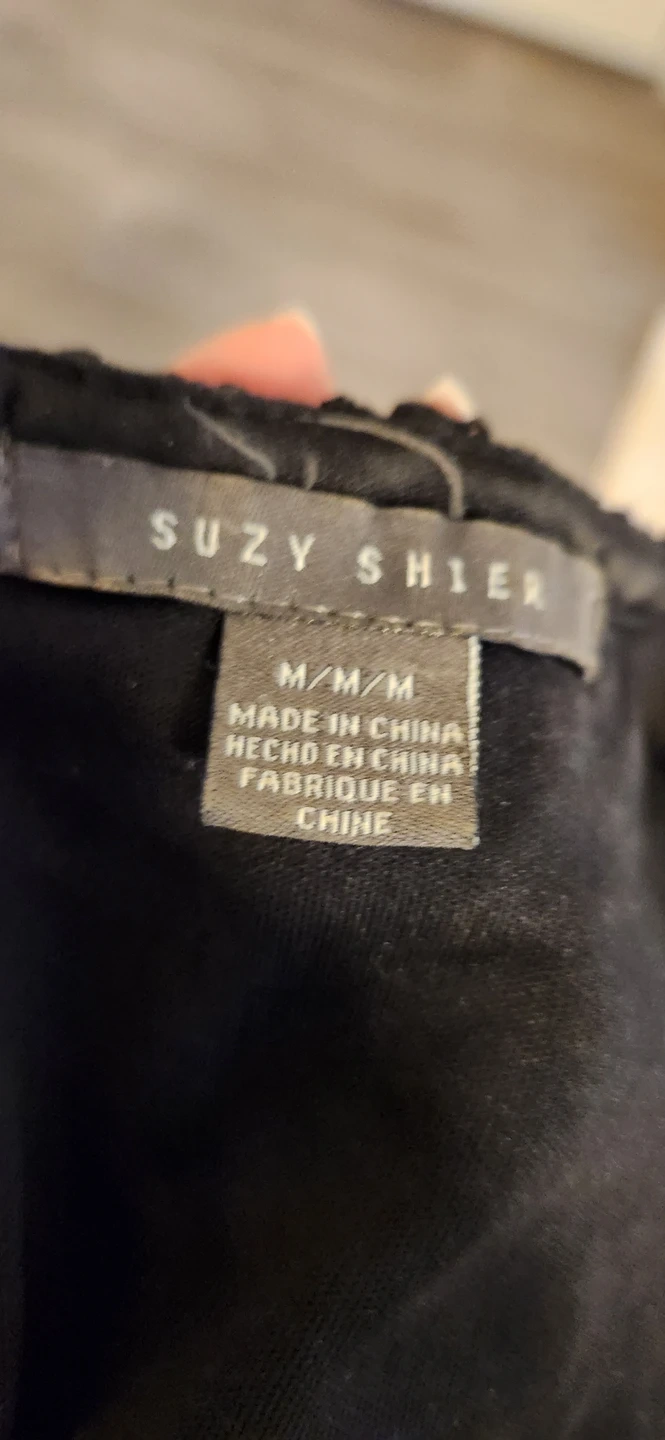 SUZY SHIER
M/M/M
MADE IN CHINA
HECHO EN CHINA
FABRIQUE EN
CHINE